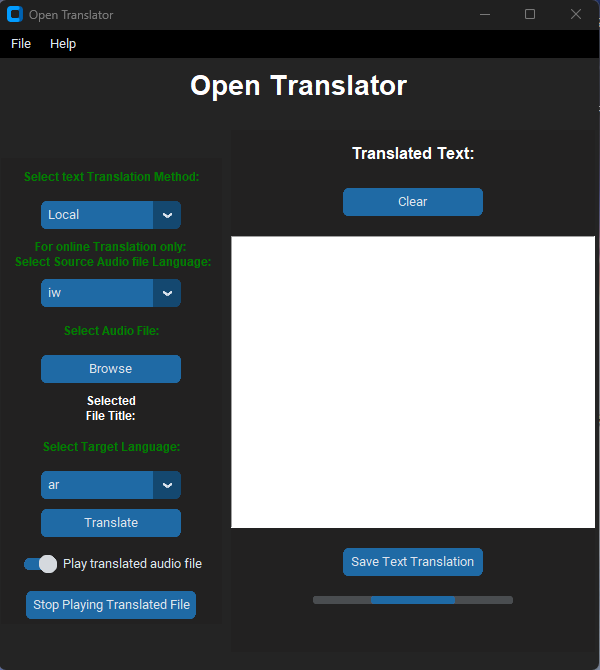 Open Translator
File Help
Open Translator
Select text Translation Method:
Local
For online Translation only:
Select Source Audio file Language:
iw
Select Audio File:
Browse
Selected
File Title:
Select Target Language:
ar
Translate
Play translated audio file
Stop Playing Translated File
Translated Text:
Clear
Save Text Translation